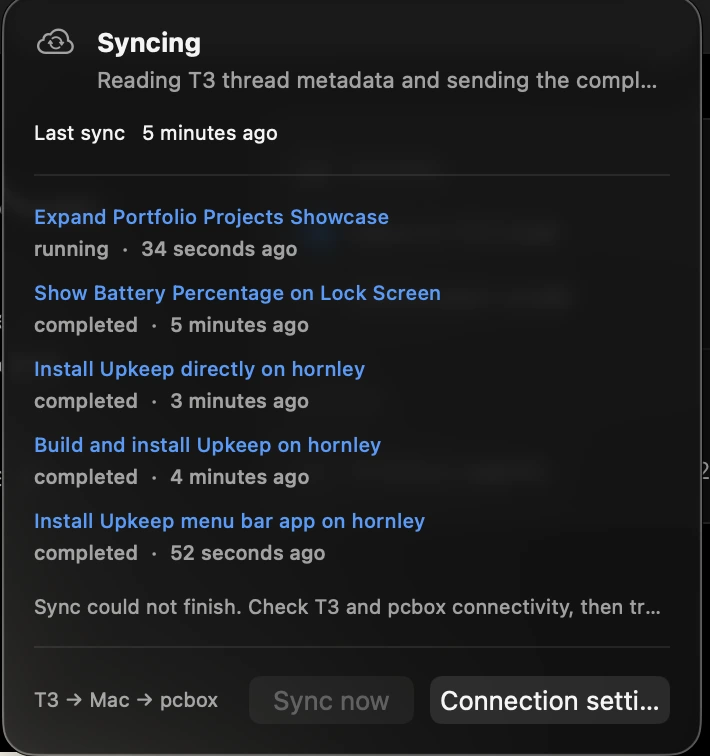 Syncing
Reading T3 thread metadata and sending the compl...
Last sync 5 minutes ago
Expand Portfolio Projects Showcase
running · 34 seconds ago
Show Battery Percentage on Lock Screen
completed · 5 minutes ago
Install Upkeep directly on hornley
completed · 3 minutes ago
Build and install Upkeep on hornley
completed · 4 minutes ago
Install Upkeep menu bar app on hornley
completed · 52 seconds ago
Sync could not finish. Check T3 and pcbox connectivity, then tr...
T3 → Mac → pcbox
Sync now
Connection setti...